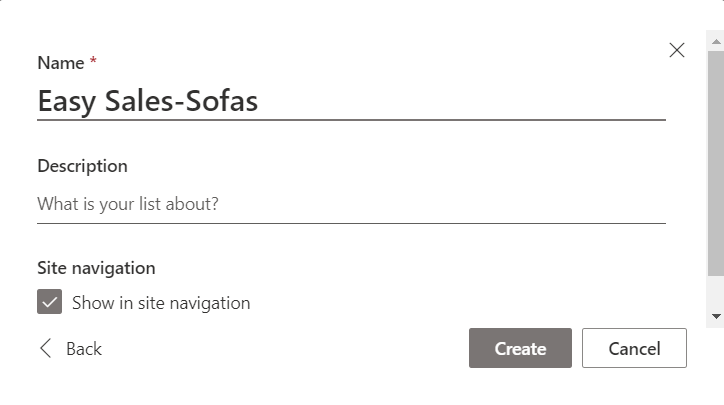 Name *
Easy Sales-Sofas
Description
What is your list about?
Site navigation
Show in site navigation
Back
Create
Cancel